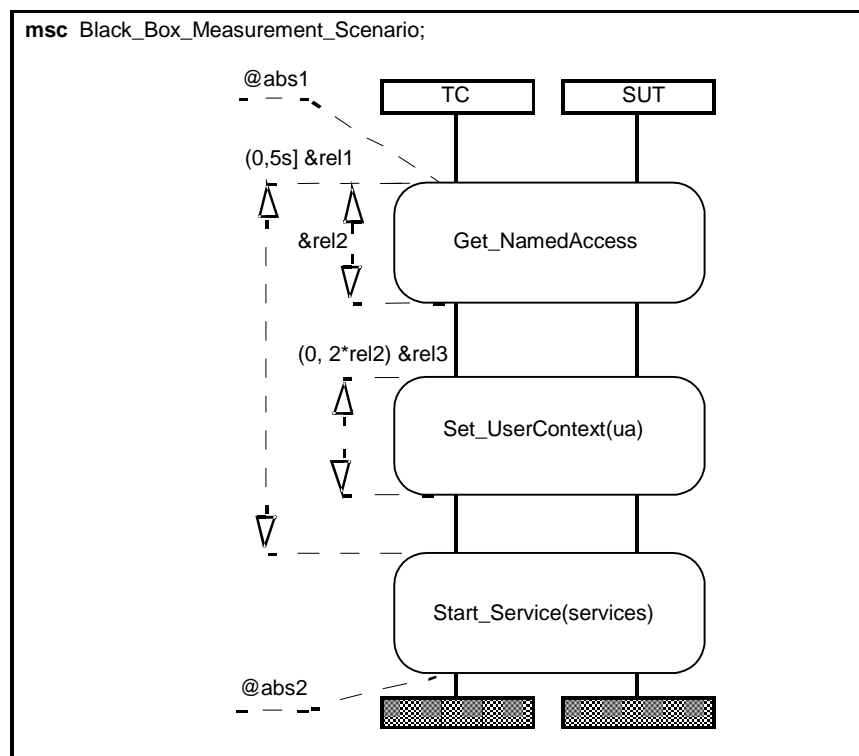 msc Black_Box_Measurement_Scenario;
@abs1
TC
SUT
(0,5s] &rel1
&rel2
Get_NamedAccess
(0, 2*rel2) &rel3
Set_UserContext(ua)
Start_Service(services)
@abs2